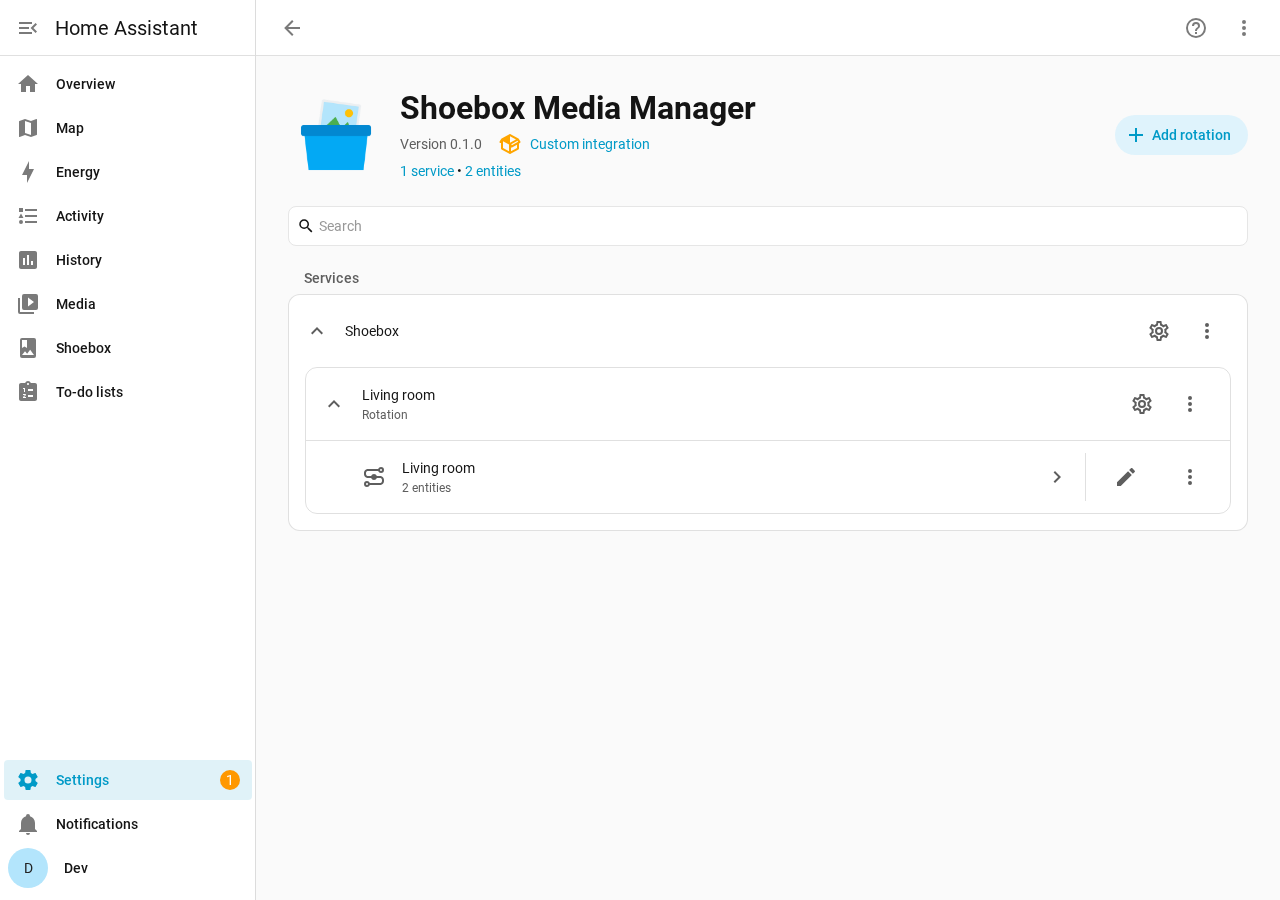 Home Assistant
Overview
Map
Energy
Activity
History
Media
Shoebox
To-do lists
Settings
1
Notifications
D
Dev
Shoebox Media Manager
Version 0.1.0
Custom integration
1 service • 2 entities
Add rotation
Search
Services
Shoebox
Living room
Rotation
Living room
2 entities